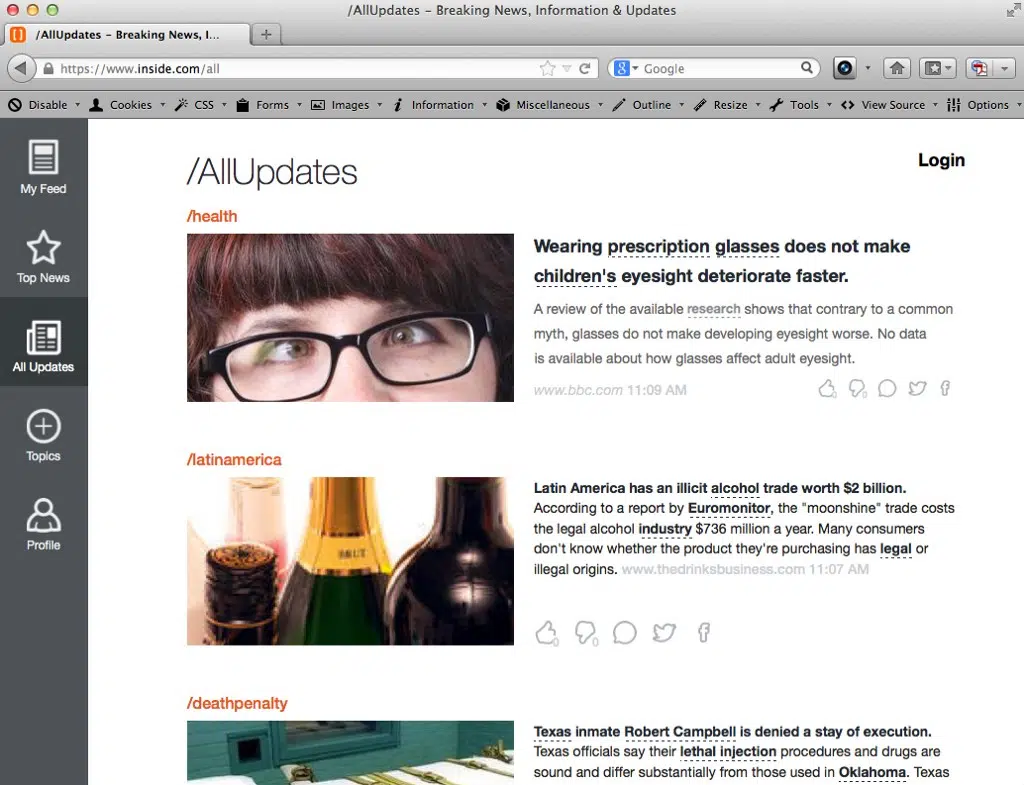 /AllUpdates – Breaking News, Information & Updates
/AllUpdates – Breaking News, I...
https://www.inside.com/all
Google
Disable Cookies CSS Forms Images Information Miscellaneous Outline Resize Tools View Source Options
My Feed
Top News
All Updates
Topics
Profile
/AllUpdates
Login
/health
Wearing prescription glasses does not make
children's eyesight deteriorate faster.
A review of the available research shows that contrary to a common
myth, glasses do not make developing eyesight worse. No data
is available about how glasses affect adult eyesight.
www.bbc.com 11:09 AM
0 0
/latinamerica
BRUT
Latin America has an illicit alcohol trade worth $2 billion.
According to a report by Euromonitor, the "moonshine" trade costs
the legal alcohol industry $736 million a year. Many consumers
don't know whether the product they're purchasing has legal or
illegal origins. www.thedrinksbusiness.com 11:07 AM
0 0
/deathpenalty
Texas inmate Robert Campbell is denied a stay of execution.
Texas officials say their lethal injection procedures and drugs are
sound and differ substantially from those used in Oklahoma. Texas